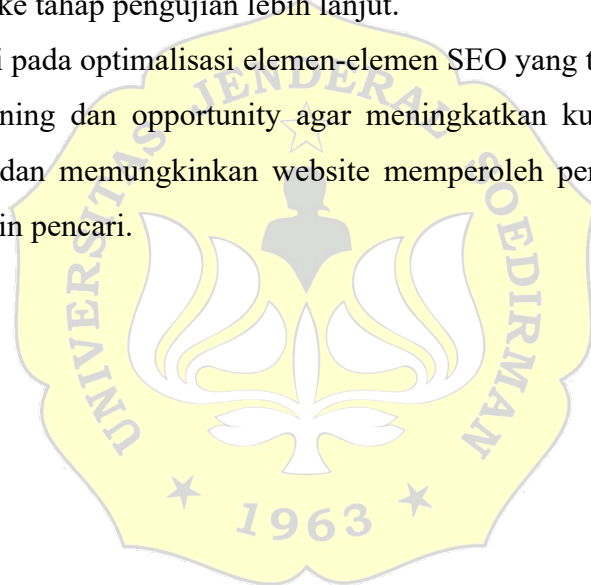 ke tahap pengujian lebih lanjut.
i pada optimalisasi elemen-elemen SEO yang t
ning dan opportunity agar meningkatkan ku
dan memungkinkan website memperoleh per
in pencari.
UNIVERSITAS JENDERAL SOEDIRMAN
1963